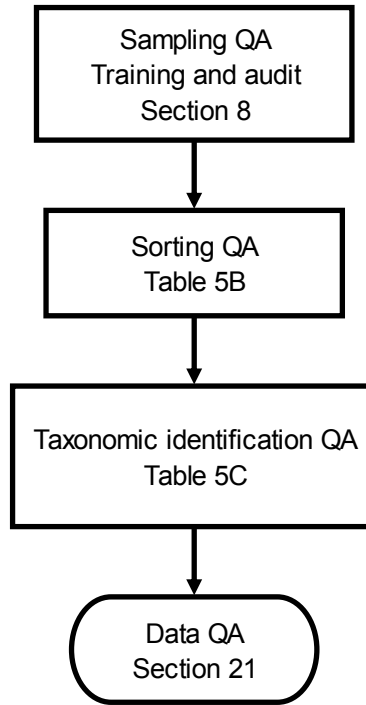 Sampling QA
Training and audit
Section 8
Sorting QA
Table 5B
Taxonomic identification QA
Table 5C
Data QA
Section 21